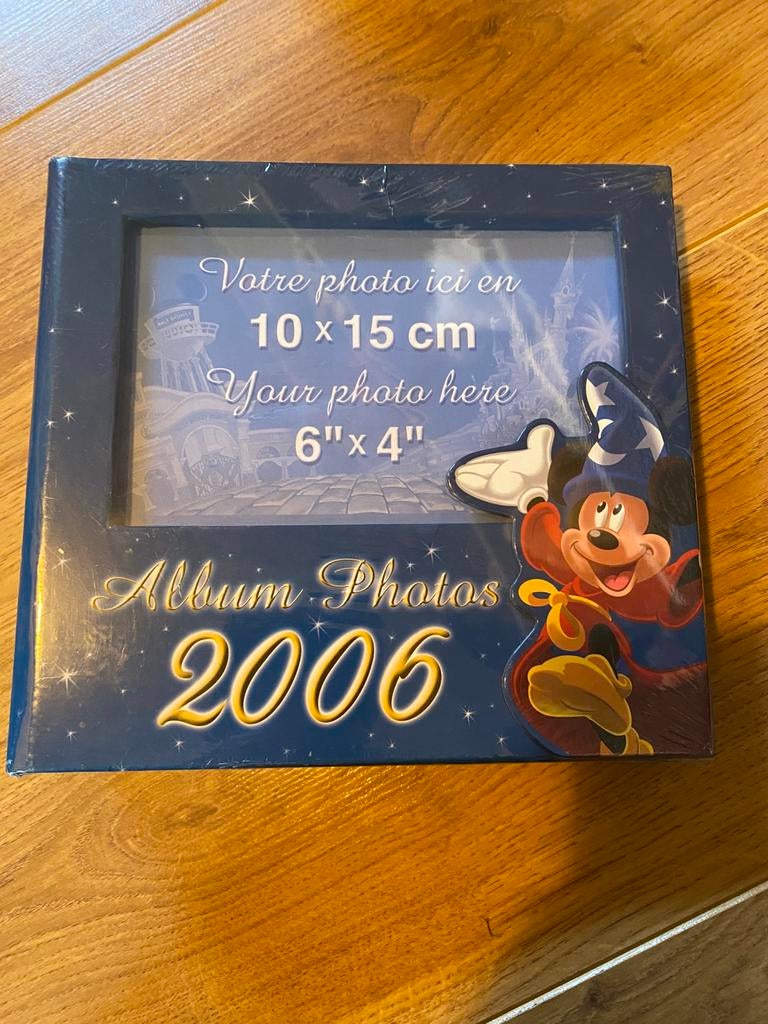 Votre photo ici en
10 x 15 cm
Your photo here
6" x 4"
Album Photos
2006